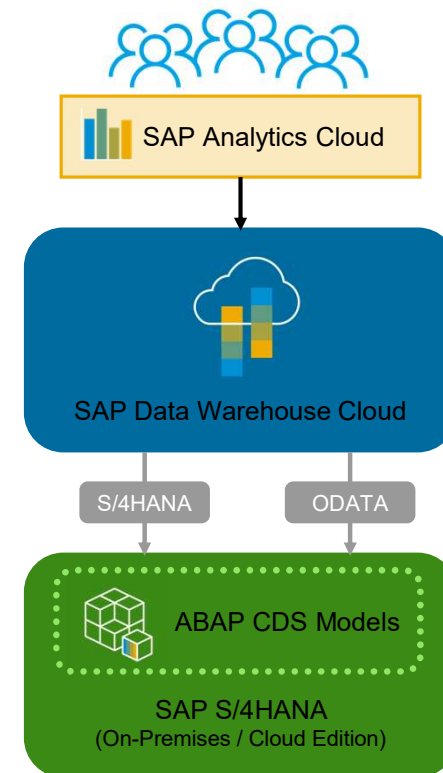 SAP Analytics Cloud
SAP Data Warehouse Cloud
S/4HANA
ODATA
ABAP CDS Models
SAP S/4HANA
(On-Premises / Cloud Edition)